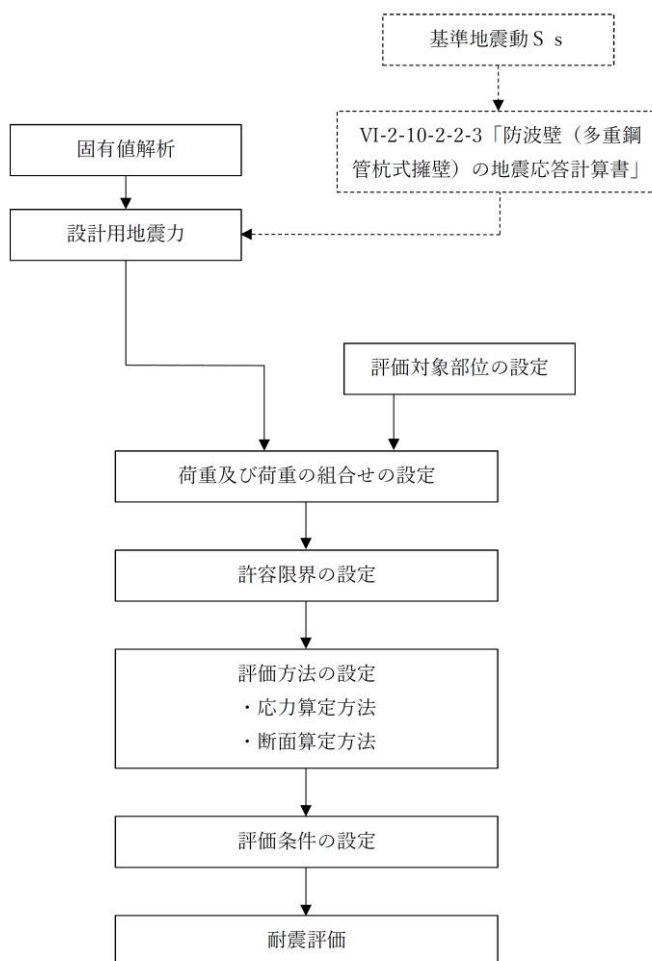 基準地震動Ｓｓ
Ⅵ-2-10-2-2-3「防波壁（多重鋼
管杭式擁壁）の地震応答計算書」
固有値解析
設計用地震力
評価対象部位の設定
荷重及び荷重の組合せの設定
許容限界の設定
評価方法の設定
・応力算定方法
・断面算定方法
評価条件の設定
耐震評価